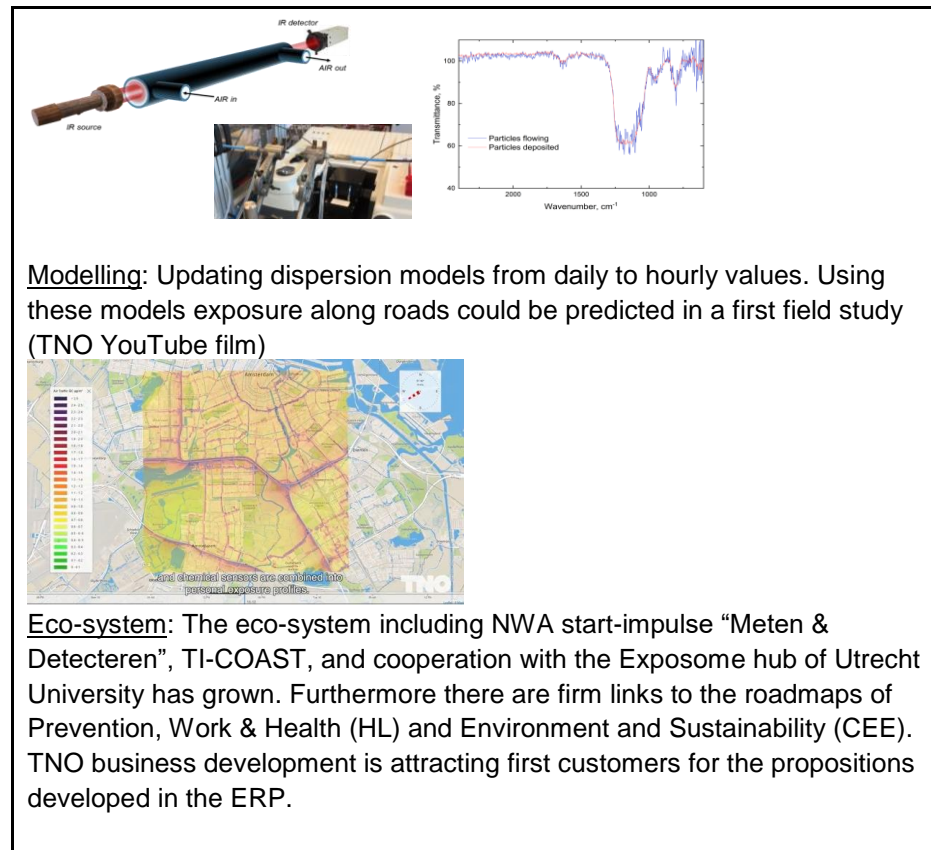 IR detector
AIR out
AIR in
IR source
100
80
60
40
Transmittance, %
Particles flowing
Particles deposited
2000
1500
1000
Wavenumber, cm⁻¹
Modelling: Updating dispersion models from daily to hourly values. Using
these models exposure along roads could be predicted in a first field study
(TNO YouTube film)
Amsterdam
...and chemical sensors are combined into
personal exposure profiles.
TNO
Eco-system: The eco-system including NWA start-impulse “Meten &
Detecteren”, TI-COAST, and cooperation with the Exposome hub of Utrecht
University has grown. Furthermore there are firm links to the roadmaps of
Prevention, Work & Health (HL) and Environment and Sustainability (CEE).
TNO business development is attracting first customers for the propositions
developed in the ERP.